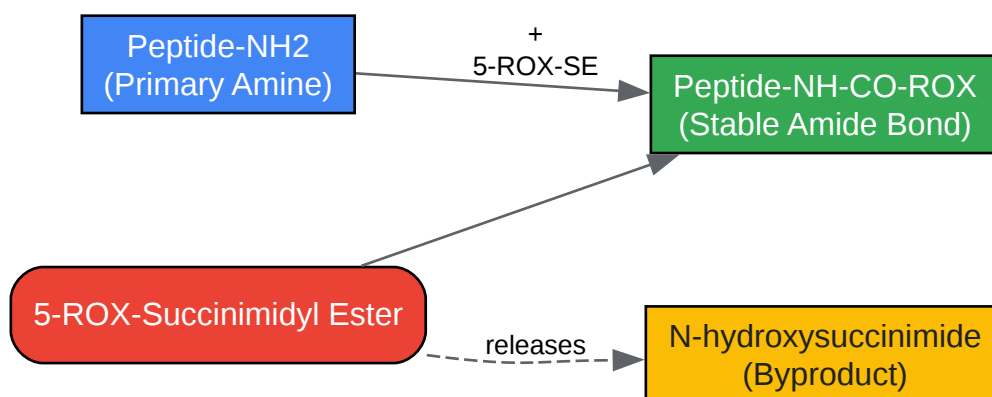 Peptide-NH2
(Primary Amine)
+
5-ROX-SE
Peptide-NH-CO-ROX
(Stable Amide Bond)
5-ROX-Succinimidyl Ester
releases
N-hydroxysuccinimide
(Byproduct)